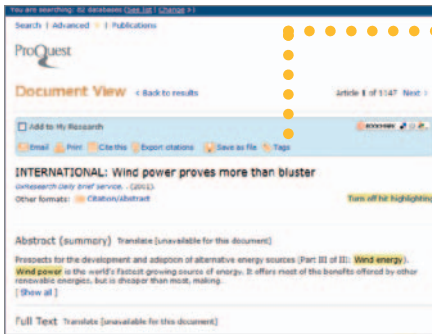 You are searching: 82 databases [See list | Change >]
Search | Advanced | Publications
ProQuest
Document View < Back to results
Article 1 of 1147 Next >
Add to My Research
Email Print Cite this Export citations Save as file Tags
INTERNATIONAL: Wind power proves more than bluster
OxResearch Daily Brief Service. . (2001).
Other formats: Citation/Abstract
Turn off hit highlighting
Abstract (summary) Translate [unavailable for this document]
Prospects for the development and adoption of alternative energy sources (Part III of III: Wind energy).
Wind power is the world's fastest growing source of energy. It offers most of the benefits offered by other
renewable energies, but is cheaper than most, making
[ Show all ]
Full Text Translate [unavailable for this document]